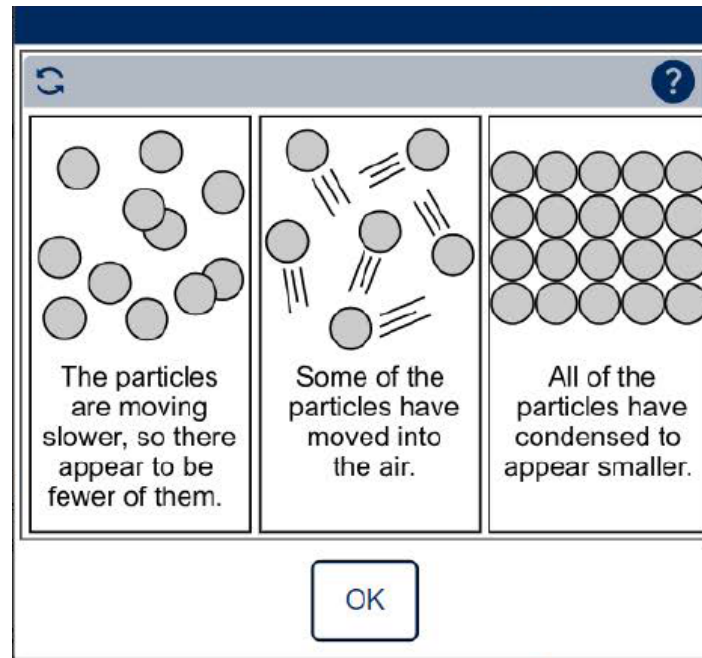 ?
The particles
are moving
slower, so there
appear to be
fewer of them.
Some of the
particles have
moved into
the air.
All of the
particles have
condensed to
appear smaller.
OK